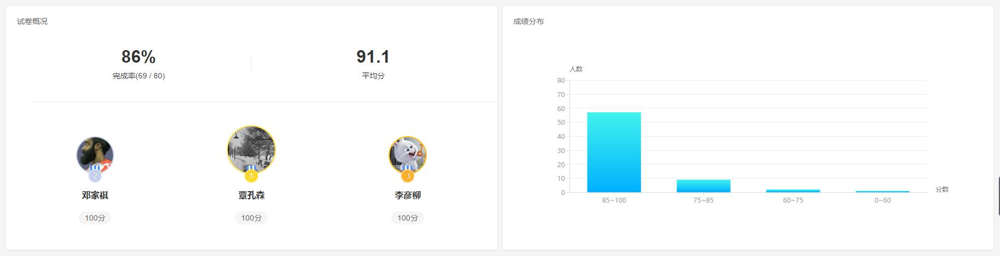 试卷概况
86%
完成率(69 / 80)
91.1
平均分
2
邓家祺
100分
1
覃孔森
100分
3
李彦柳
100分
成绩分布
人数
80
70
60
50
40
30
20
10
0
85~100
75~85
60~75
0~60
分数